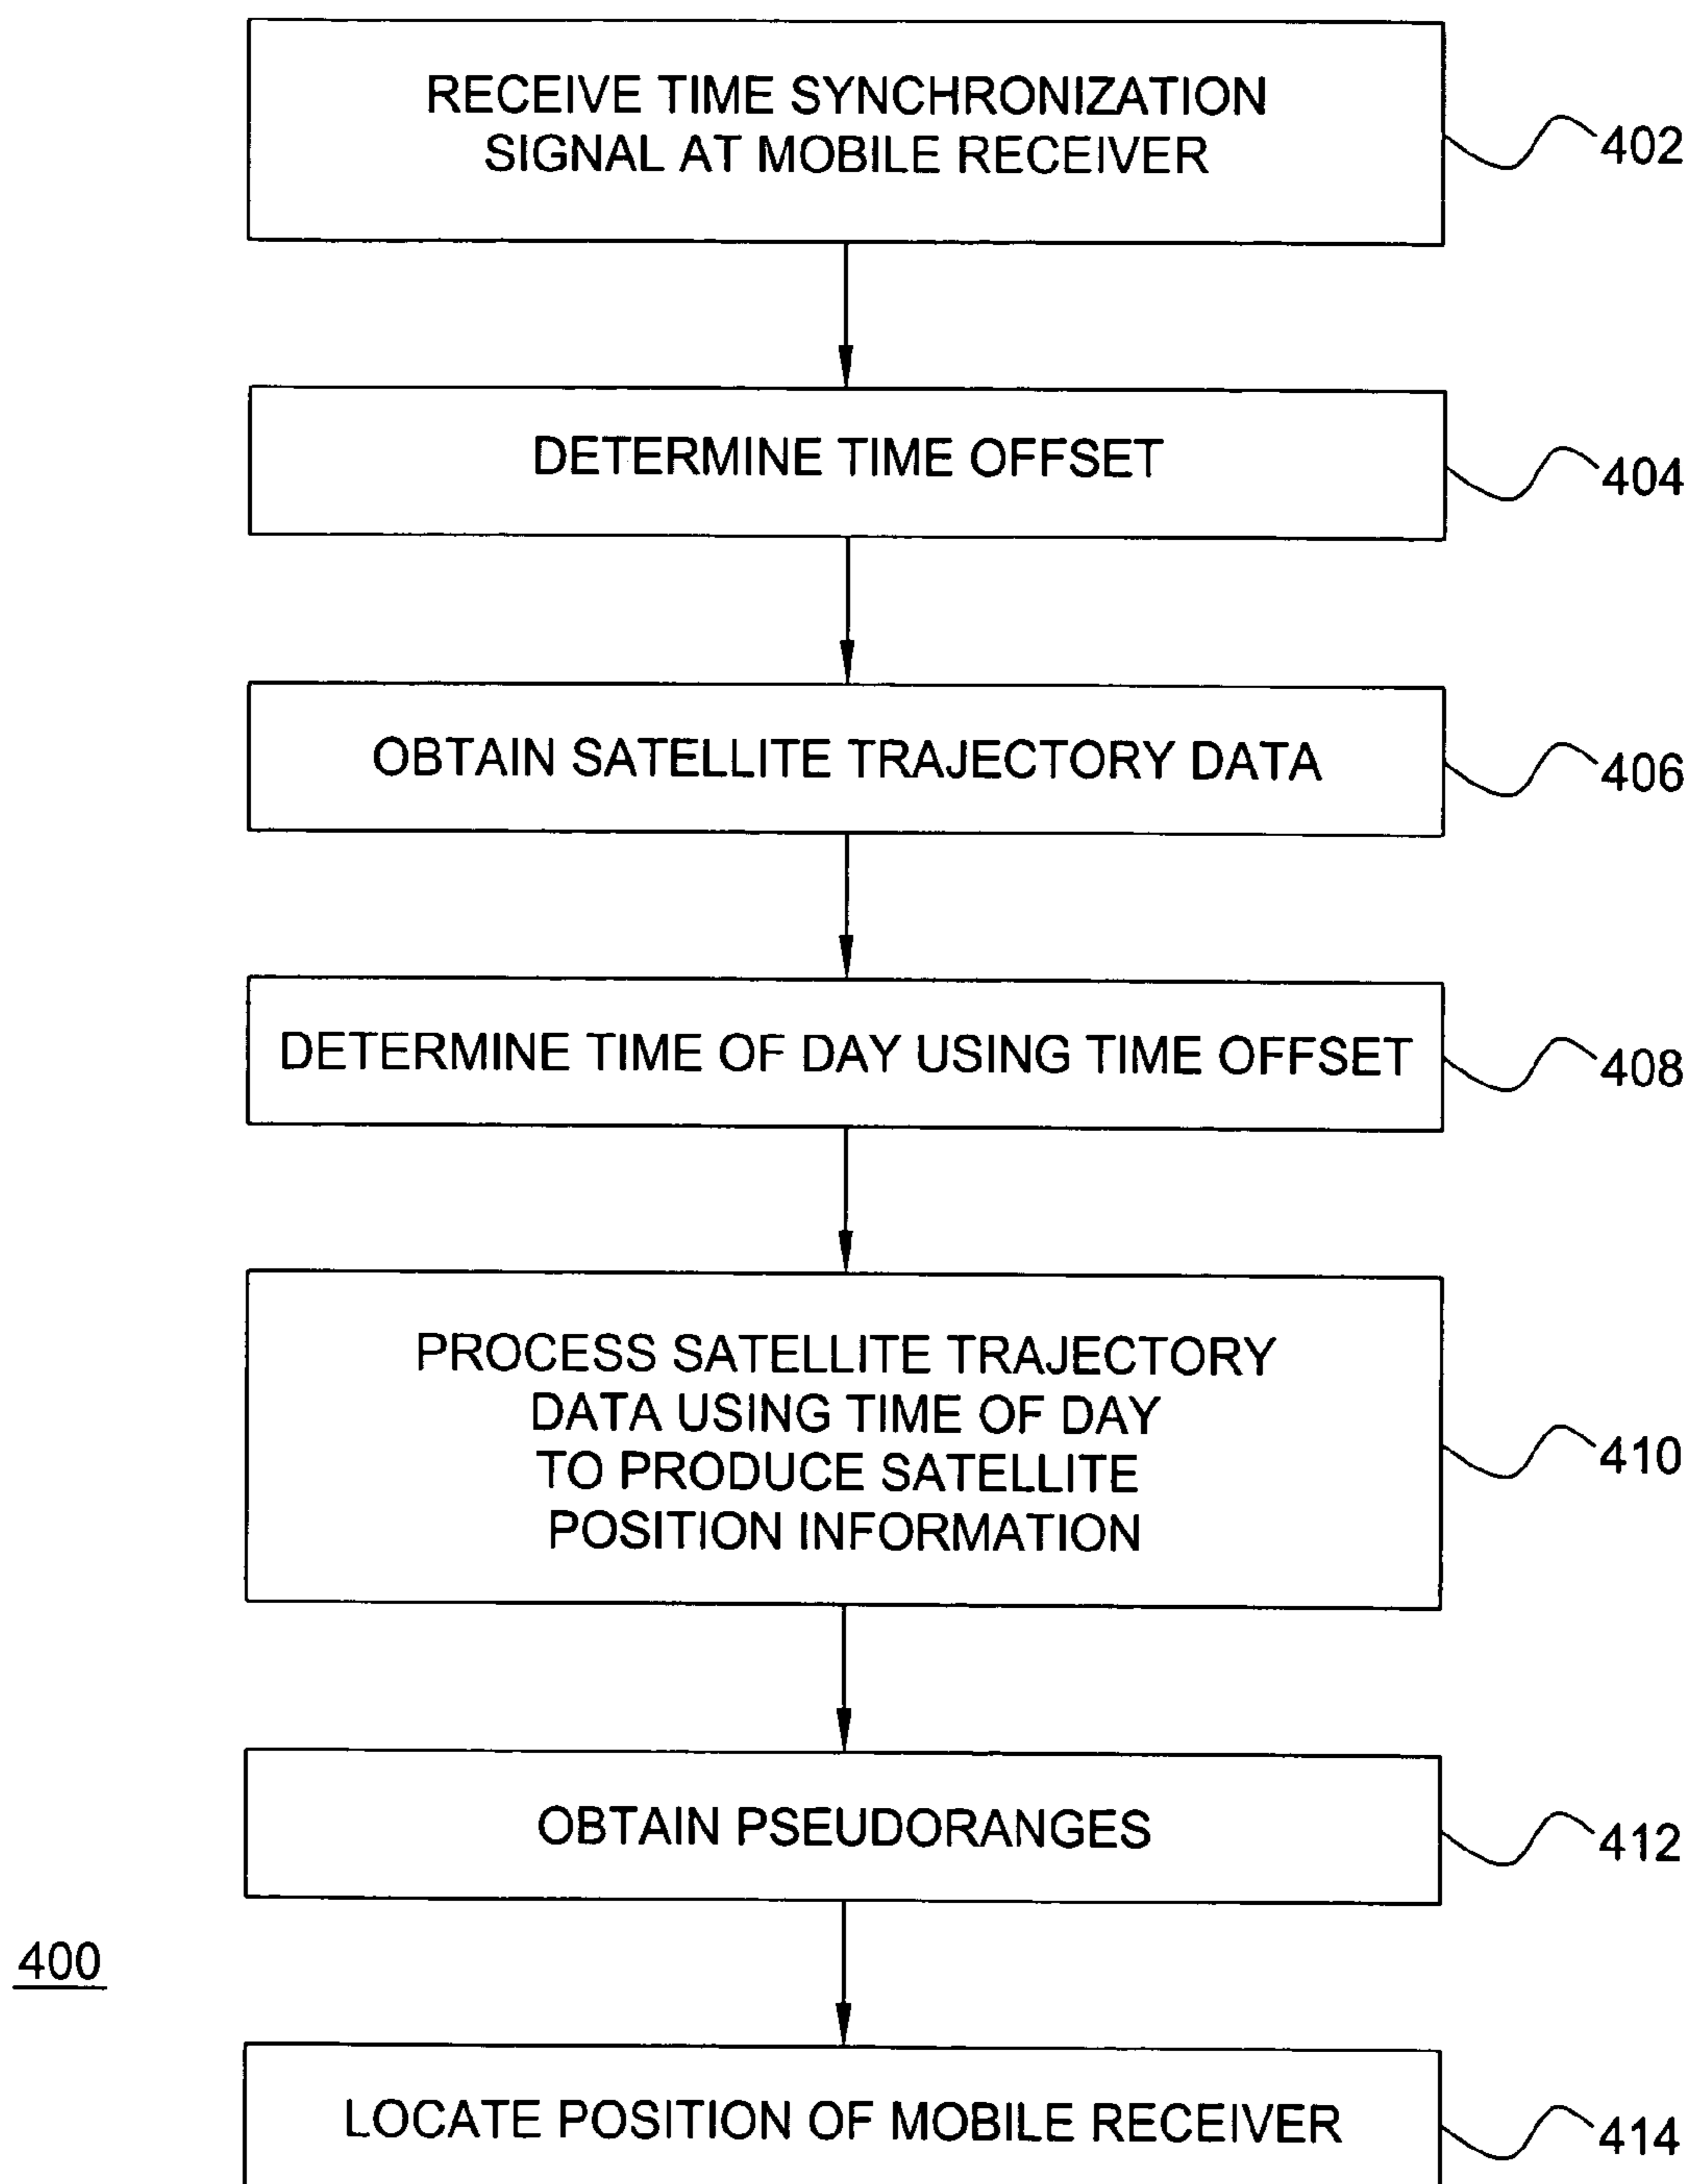 RECEIVE TIME SYNCHRONIZATION
SIGNAL AT MOBILE RECEIVER
402
DETERMINE TIME OFFSET
404
OBTAIN SATELLITE TRAJECTORY DATA
406
DETERMINE TIME OF DAY USING TIME OFFSET
408
PROCESS SATELLITE TRAJECTORY
DATA USING TIME OF DAY
TO PRODUCE SATELLITE
POSITION INFORMATION
410
OBTAIN PSEUDORANGES
412
400
LOCATE POSITION OF MOBILE RECEIVER
414